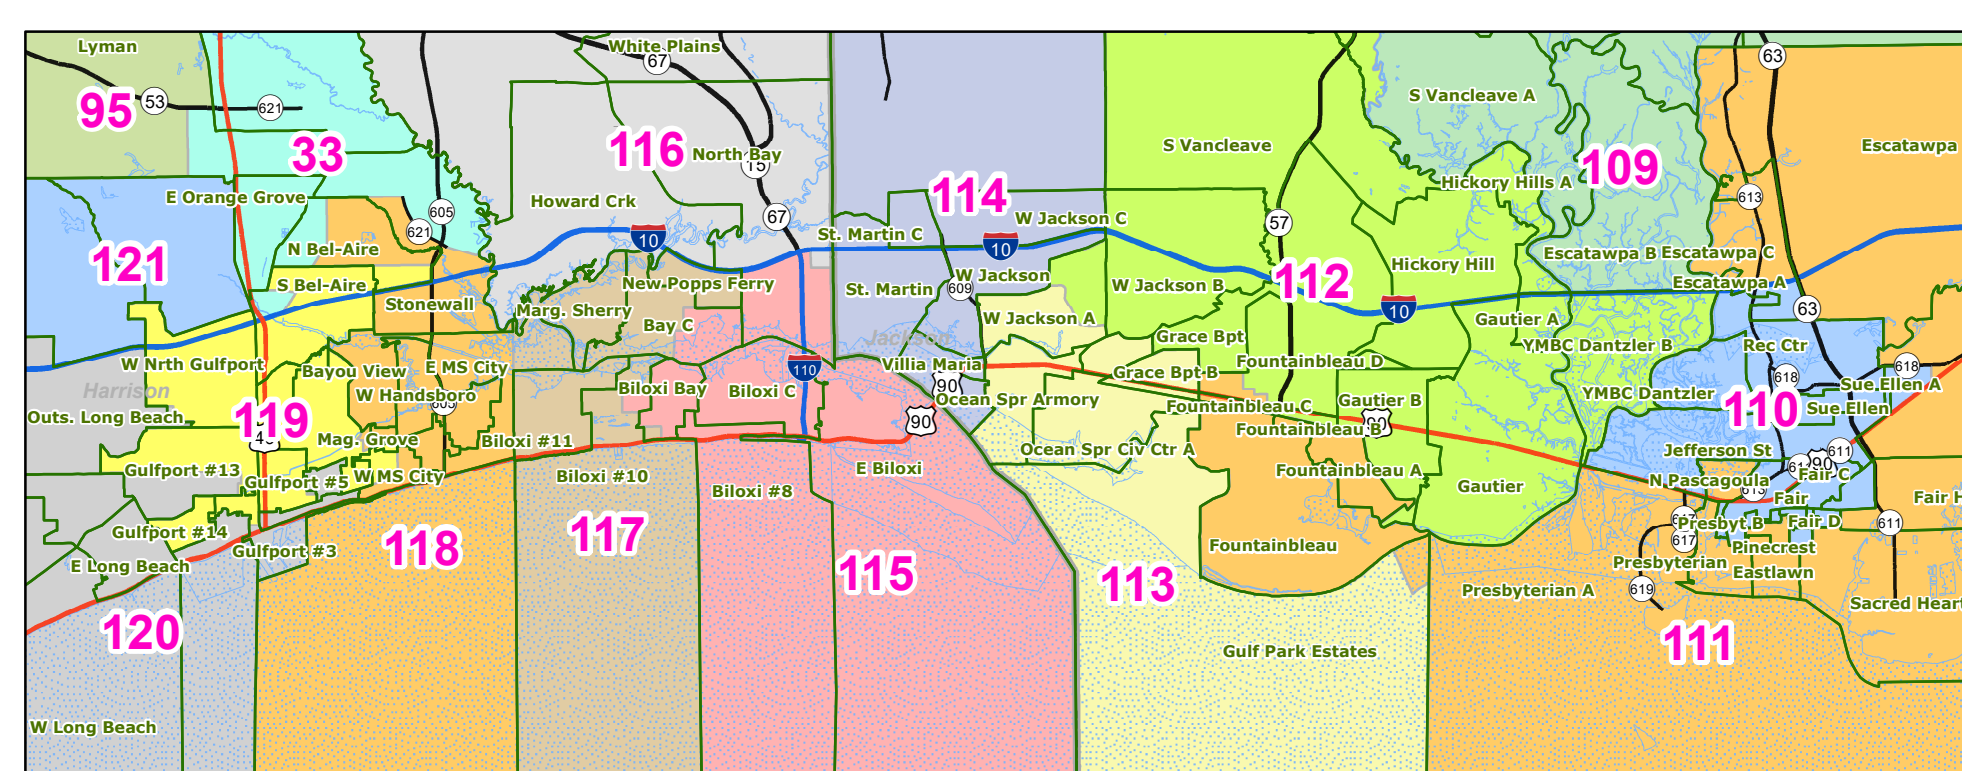 Lyman
White Plains
67
63
95
53
621
S Vancleave A
33
116
North Bay
15
S Vancleave
109
Escatawpa
Hickory Hills A
E Orange Grove
Howard Crk
114
613
605
67
W Jackson C
57
621
St. Martin C
N Bel-Aire
10
10
121
Escatawpa B
Escatawpa C
Hickory Hill
W Jackson
112
S Bel-Aire
New Popps Ferry
St. Martin
609
W Jackson B
Escatawpa A
Stonewall
Marg. Sherry
10
63
Bay C
W Jackson A
Gautier A
Jackson
Grace Bpt
YMBC Dantzler B
Rec Ctr
W Nrth Gulfport
Bayou View
E MS City
110
Villia Maria
Fountainbleau D
618
Grace Bpt B
618
Harrison
Biloxi Bay
Biloxi C
90
Sue Ellen A
W Handsboro
605
Ocean Spr Armory
Gautier B
YMBC Dantzler
110
Outs. Long Beach
119
Fountainbleau C
Sue Ellen
90
90
Fountainbleau B
Mag. Grove
Biloxi #11
Ocean Spr Civ Ctr A
Jefferson St
611
Gulfport #13
W MS City
Biloxi #10
E Biloxi
Fountainbleau A
90
Fair C
Gulfport #5
Biloxi #8
Gautier
N Pascagoula
613
Fair
Fair H
Gulfport #14
117
Presbyt.B
Fair D
611
Gulfport #3
118
Fountainbleau
617
617
Pinecrest
E Long Beach
115
113
Presbyterian
Eastlawn
Presbyterian A
619
Sacred Heart
120
111
Gulf Park Estates
W Long Beach